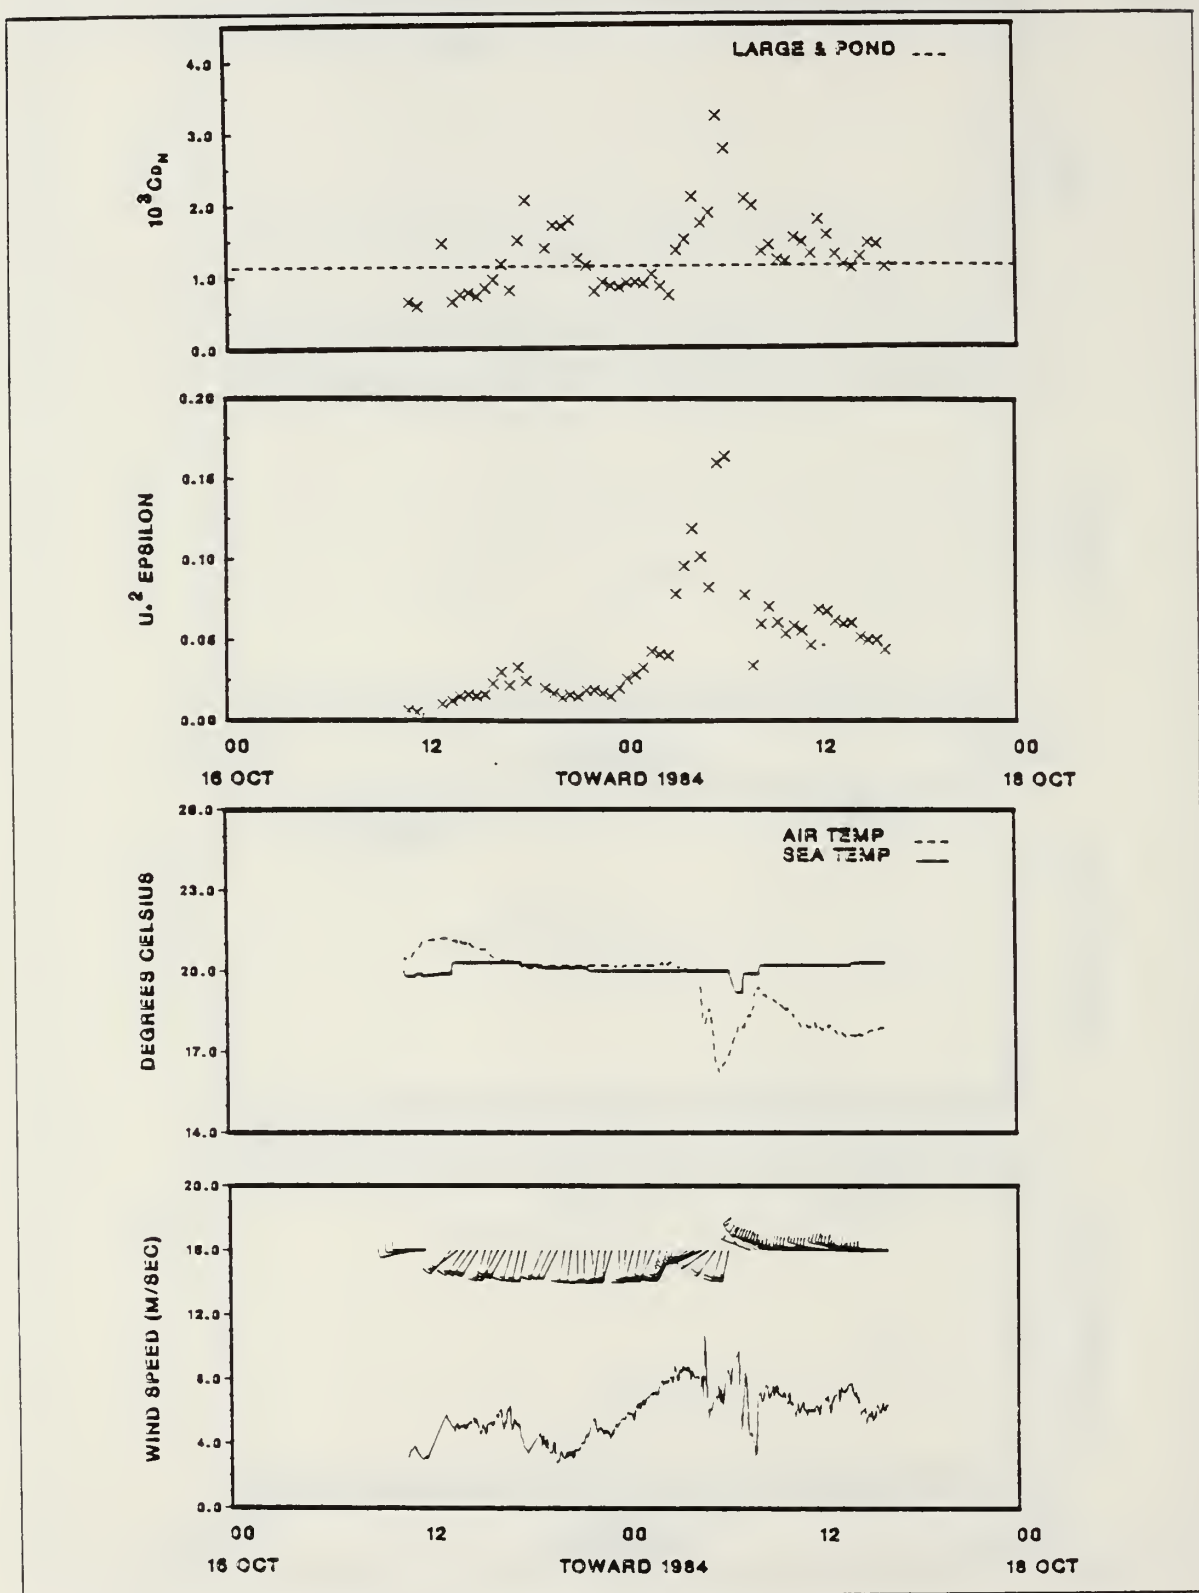 LARGE & POND
4.0
3.0
2.0
1.0
0.0
10³CD_N
0.20
0.15
0.10
0.05
0.00
U.² EPSILON
00 12 00 12 00
16 OCT TOWARD 1984 18 OCT
AIR TEMP
SEA TEMP
26.0
23.0
20.0
17.0
14.0
DEGREES CELSIUS
20.0
16.0
12.0
8.0
4.0
0.0
WIND SPEED (M/SEC)
00 12 00 12 00
16 OCT TOWARD 1984 18 OCT